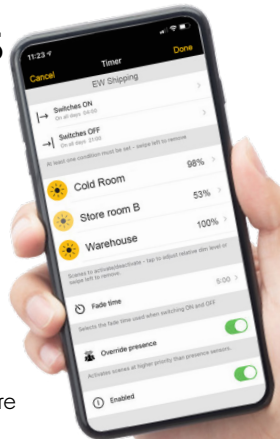 11:23
Cancel
Timer
Done
EW Shipping
Switches ON
On all days 04:00
Switches OFF
On all days 21:00
At least one condition must be set - swipe left to remove
Cold Room
98%
Store room B
53%
Warehouse
100%
Scenes to activate/deactivate - tap to adjust relative dim level or
swipe left to remove.
Fade time
5:00
Selects the fade time used when switching ON and OFF
Override presence
Activates scenes at higher priority than presence sensors.
Enabled
re